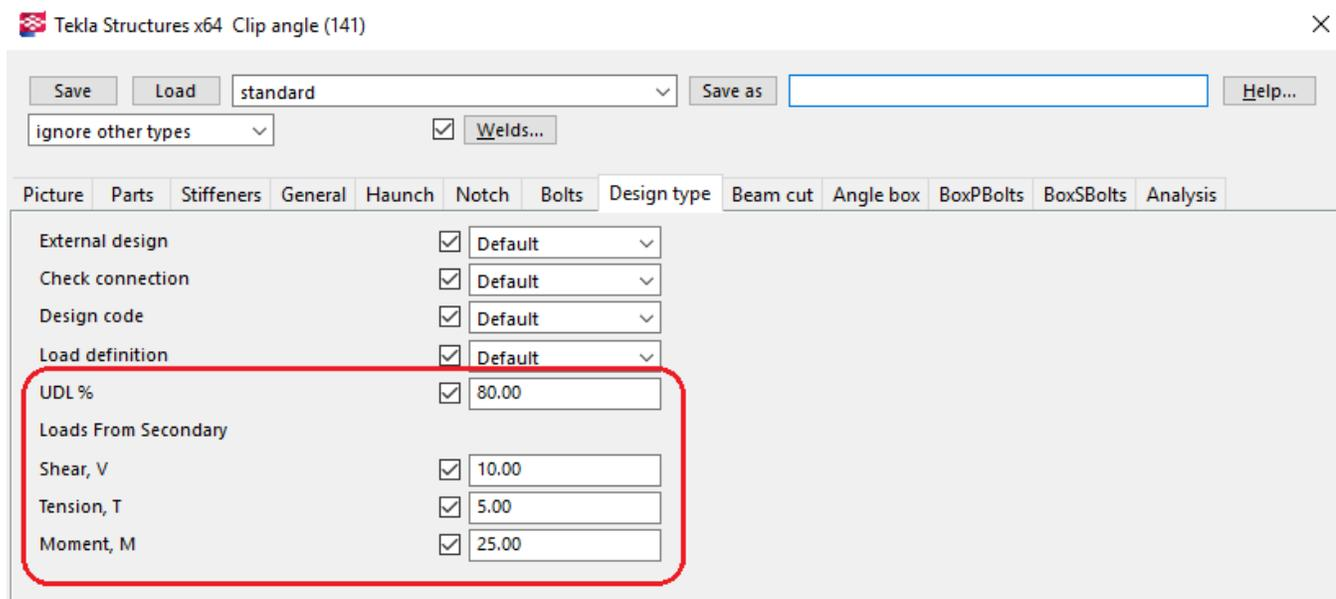 Tekla Structures x64 Clip angle (141)
Save Load standard Save as Help...
ignore other types Welds...
Picture Parts Stiffeners General Haunch Notch Bolts Design type Beam cut Angle box BoxPBolts BoxSBolts Analysis
External design Default
Check connection Default
Design code Default
Load definition Default
UDL % 80.00
Loads From Secondary
Shear, V 10.00
Tension, T 5.00
Moment, M 25.00